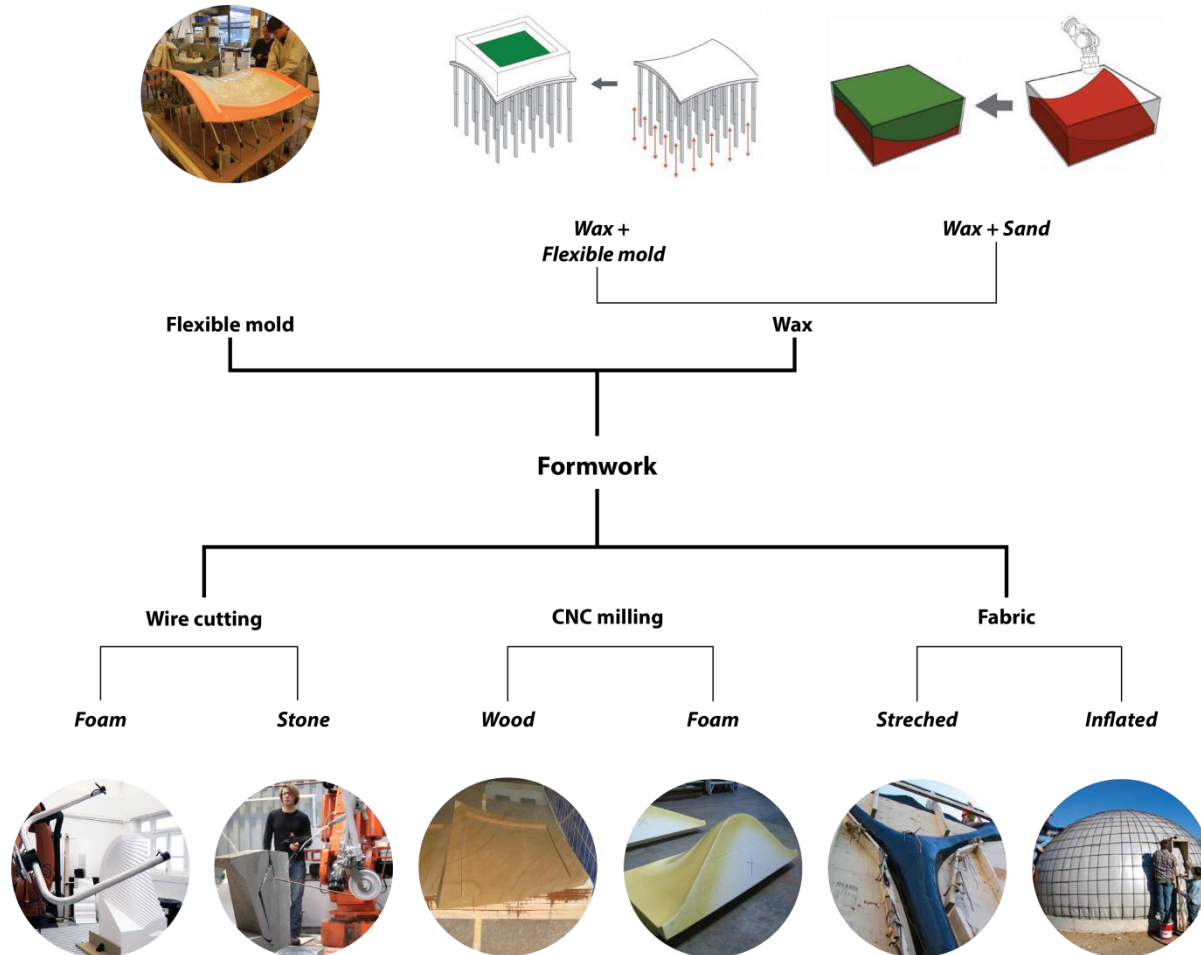 Wax +
Flexible mold
Wax + Sand
Flexible mold
Wax
Formwork
Wire cutting
CNC milling
Fabric
Foam
Stone
Wood
Foam
Streched
Inflated